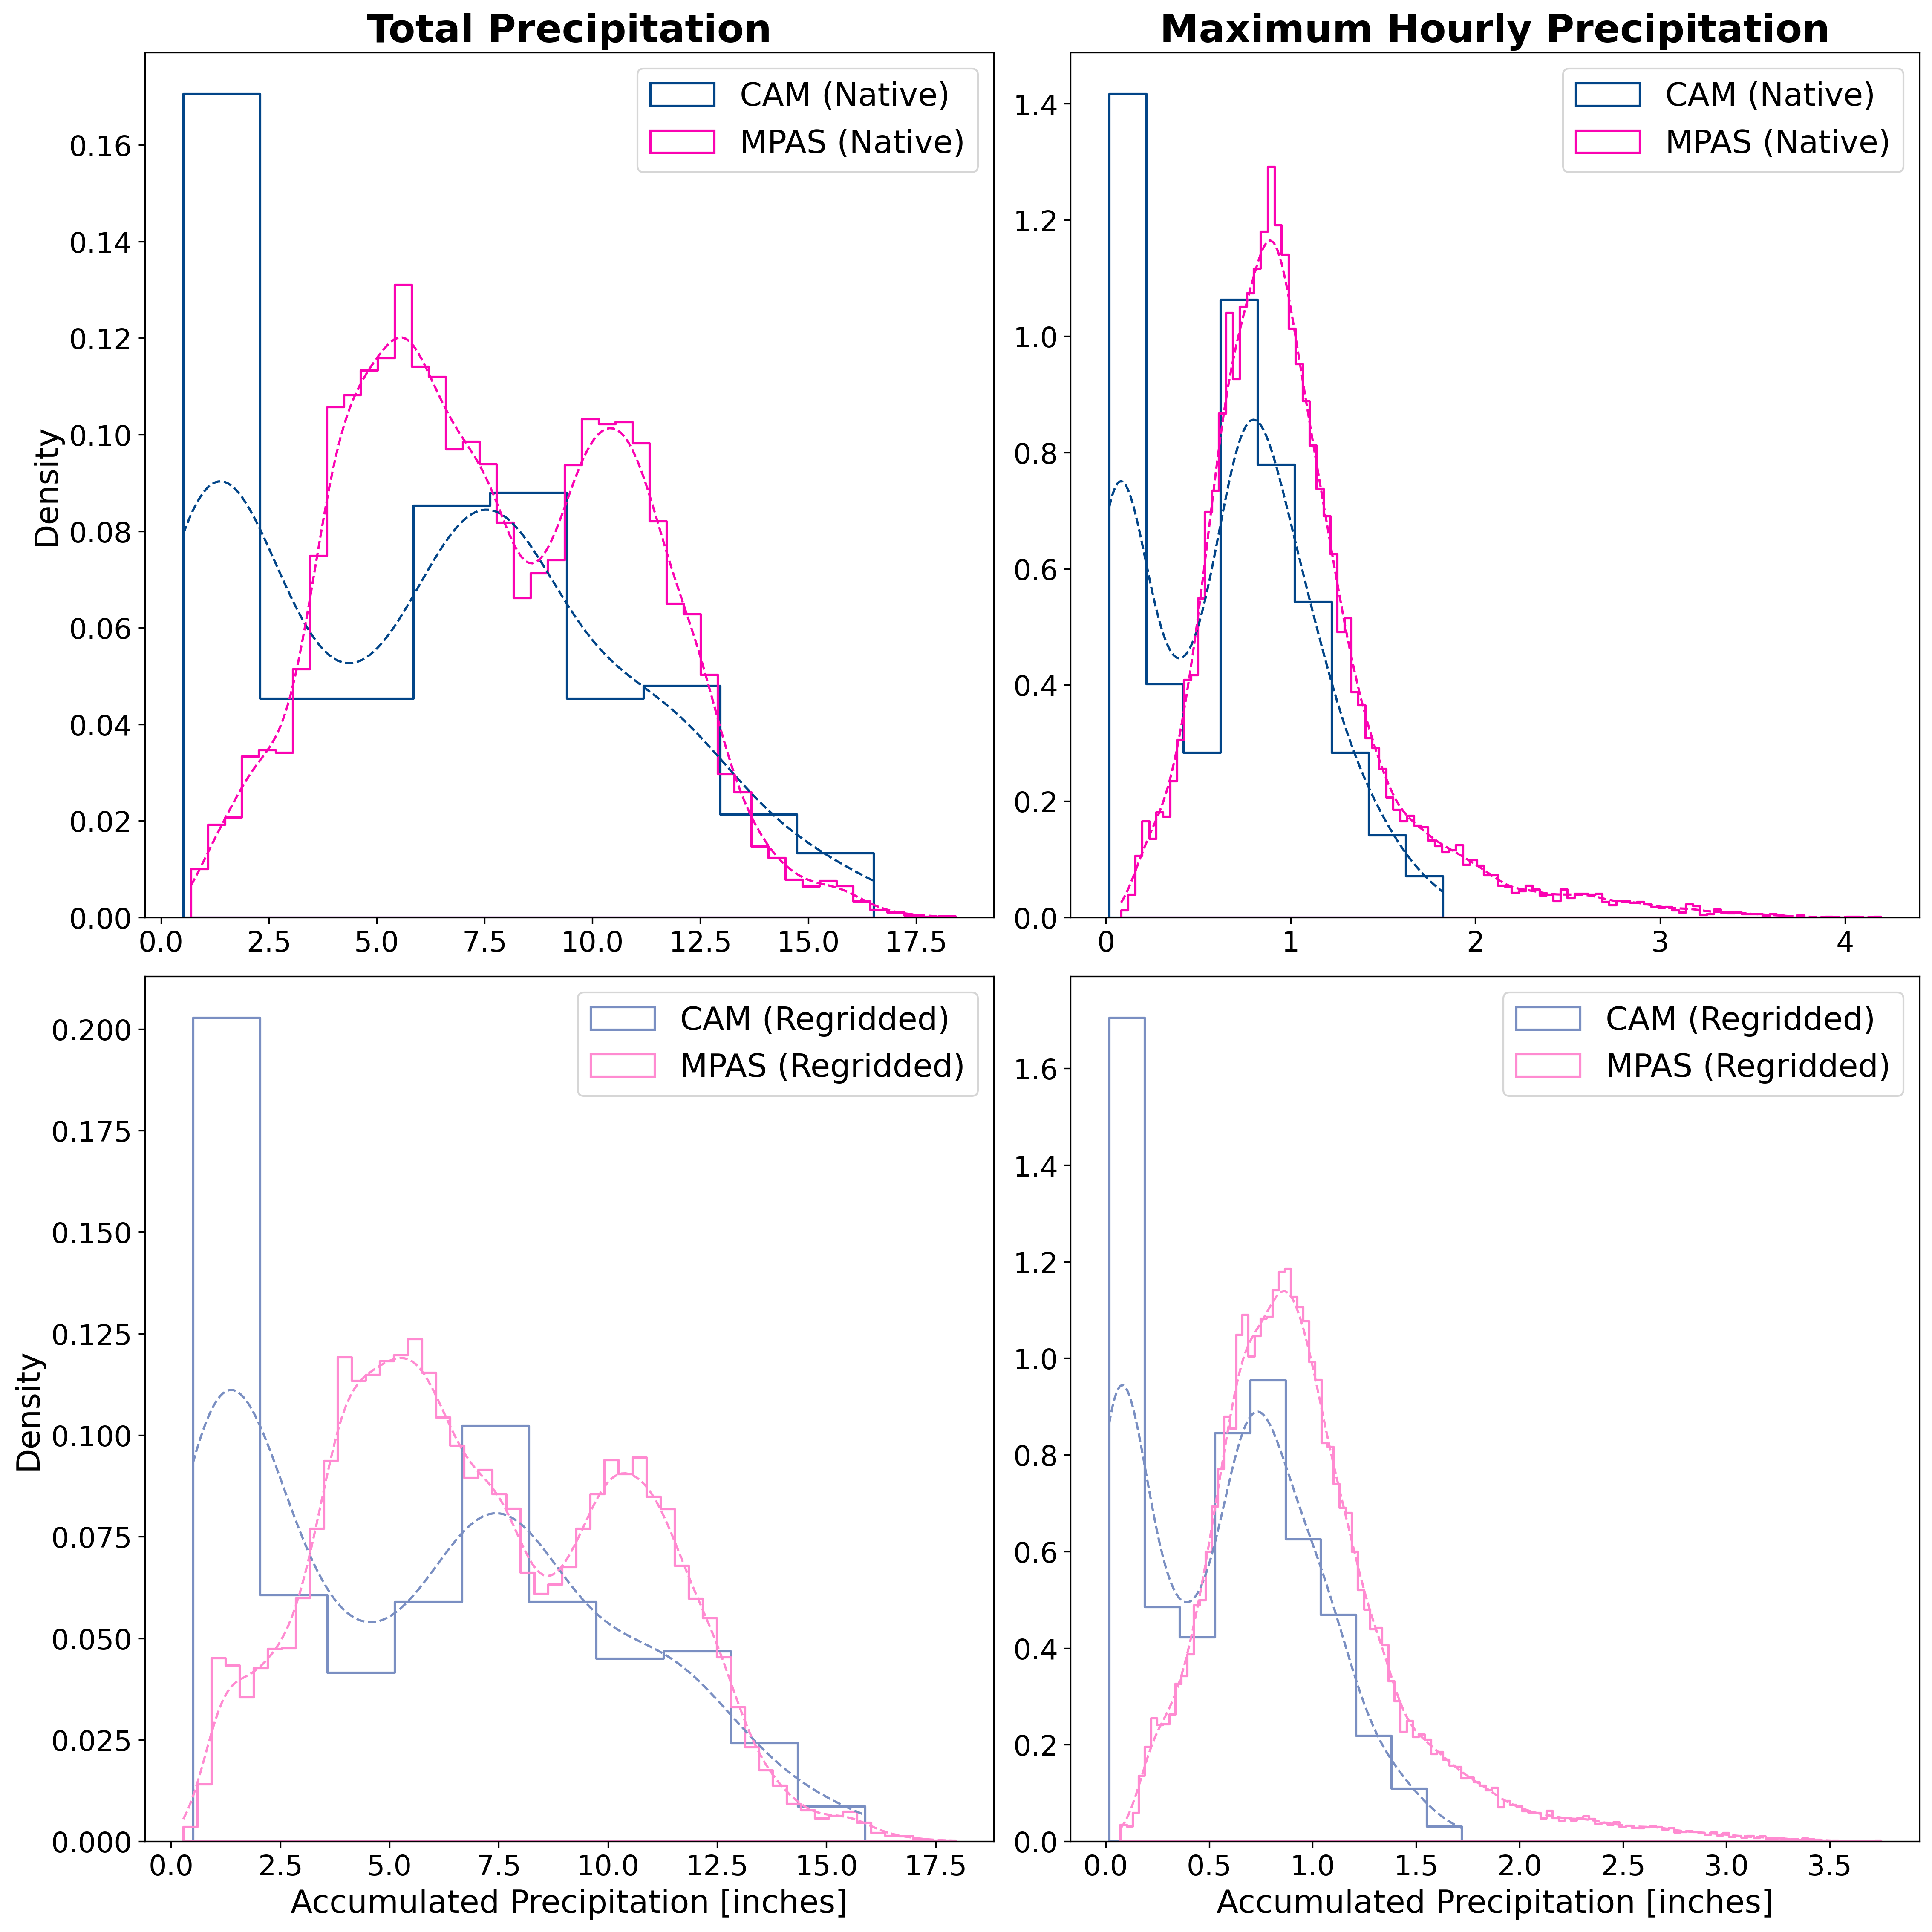 Total Precipitation
CAM (Native)
MPAS (Native)
Density
0.16
0.14
0.12
0.10
0.08
0.06
0.04
0.02
0.00
0.0 2.5 5.0 7.5 10.0 12.5 15.0 17.5
Maximum Hourly Precipitation
CAM (Native)
MPAS (Native)
1.4
1.2
1.0
0.8
0.6
0.4
0.2
0.0
0 1 2 3 4
CAM (Regridded)
MPAS (Regridded)
Density
0.200
0.175
0.150
0.125
0.100
0.075
0.050
0.025
0.000
0.0 2.5 5.0 7.5 10.0 12.5 15.0 17.5
Accumulated Precipitation [inches]
CAM (Regridded)
MPAS (Regridded)
1.6
1.4
1.2
1.0
0.8
0.6
0.4
0.2
0.0
0.0 0.5 1.0 1.5 2.0 2.5 3.0 3.5
Accumulated Precipitation [inches]